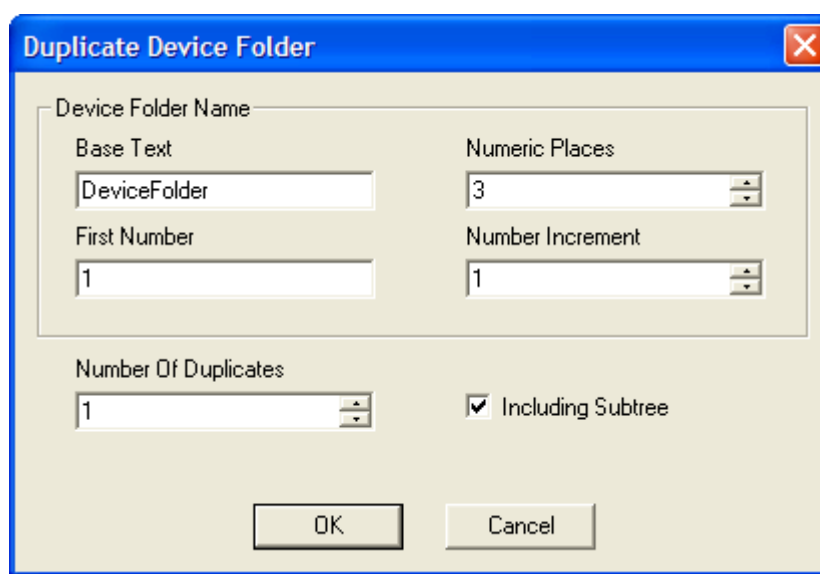 Duplicate Device Folder
Device Folder Name
Base Text
Numeric Places
DeviceFolder
3
First Number
Number Increment
1
1
Number Of Duplicates
1
Including Subtree
OK
Cancel